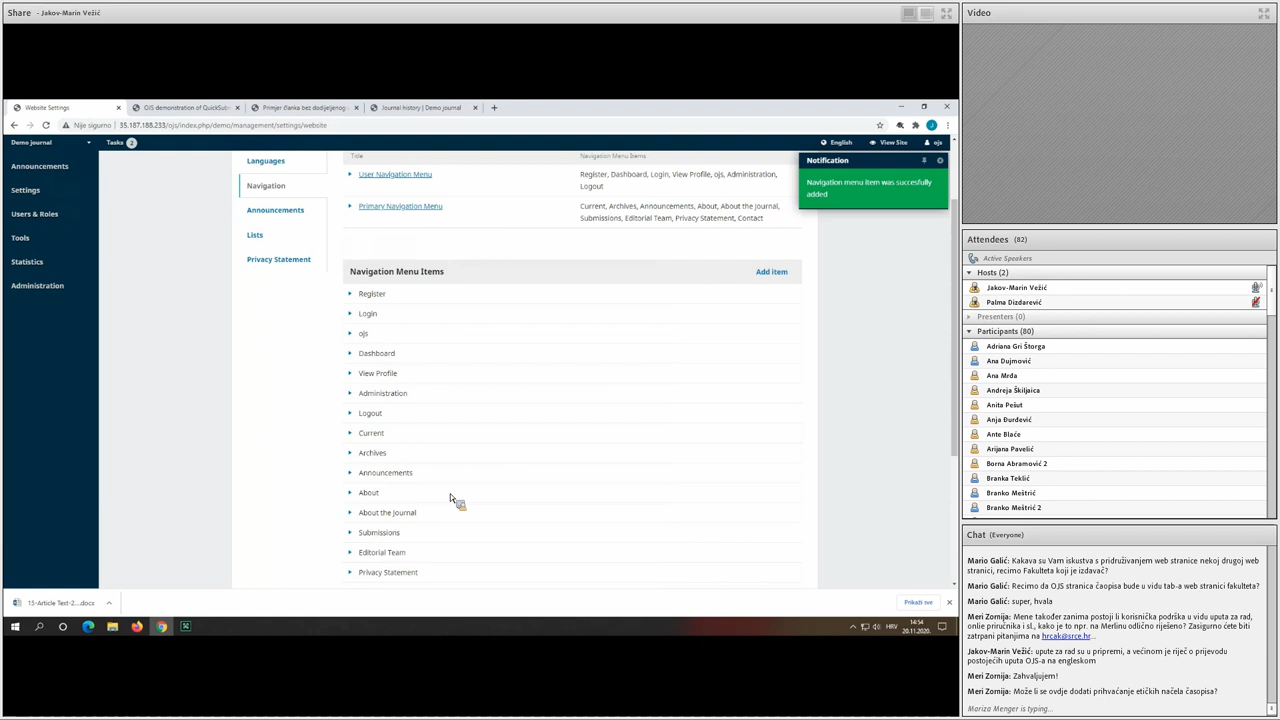 Share - Jakov-Marin Vežić
Website Settings
OJS demonstration of QuickSub
Primjer članka bez dodijeljenog
Journal history | Demo journal
Nije sigurno
35.187.188.233/ojs/index.php/demo/management/settings/website
Demo journal
Tasks 2
English
View Site
ojs
Announcements
Settings
Users & Roles
Tools
Statistics
Administration
Languages
Navigation
Announcements
Lists
Privacy Statement
Title
Navigation Menu Items
User Navigation Menu
Register, Dashboard, Login, View Profile, ojs, Administration,
Logout
Primary Navigation Menu
Current, Archives, Announcements, About, About the Journal,
Submissions, Editorial Team, Privacy Statement, Contact
Notification
Navigation menu item was succesfully
added
Navigation Menu Items
Add item
Register
Login
ojs
Dashboard
View Profile
Administration
Logout
Current
Archives
Announcements
About
About the Journal
Submissions
Editorial Team
Privacy Statement
15-Article Text-2....docx
Prikaži sve
HRV
14:54
20.11.2020.
Video
Attendees (82)
Active Speakers
Hosts (2)
Jakov-Marin Vežić
Palma Dizdarević
Presenters (0)
Participants (80)
Adriana Gri Štorga
Ana Dujmović
Ana Mrđa
Andreja Škiljaica
Anita Pešut
Anja Đurđević
Ante Blaće
Arijana Pavelić
Borna Abramović 2
Branka Teklić
Branko Meštrić
Branko Meštrić 2
Chat (Everyone)
Mario Galić: Kakava su Vam iskustva s pridruživanjem web stranice nekoj drugoj web
stranici, recimo Fakulteta koji je izdavač?
Mario Galić: Recimo da OJS stranica čaopisa bude u vidu tab-a web stranici fakulteta?
Mario Galić: super, hvala
Meri Zornija: Mene također zanima postoji li korisnička podrška u vidu uputa za rad,
onlie priručnika i sl., kako je to npr. na Merlinu odlično riješeno? Zasigurno ćete biti
zatrpani pitanjima na hrcak@srce.hr...
Jakov-Marin Vežić: upute za rad su u pripremi, a većinom je riječ o prijevodu
postojećih uputa OJS-a na engleskom
Meri Zornija: Zahvaljujem!
Meri Zornija: Može li se ovdje dodati prihvaćanje etičkih načela časopisa?
Mariza Menger is typing...